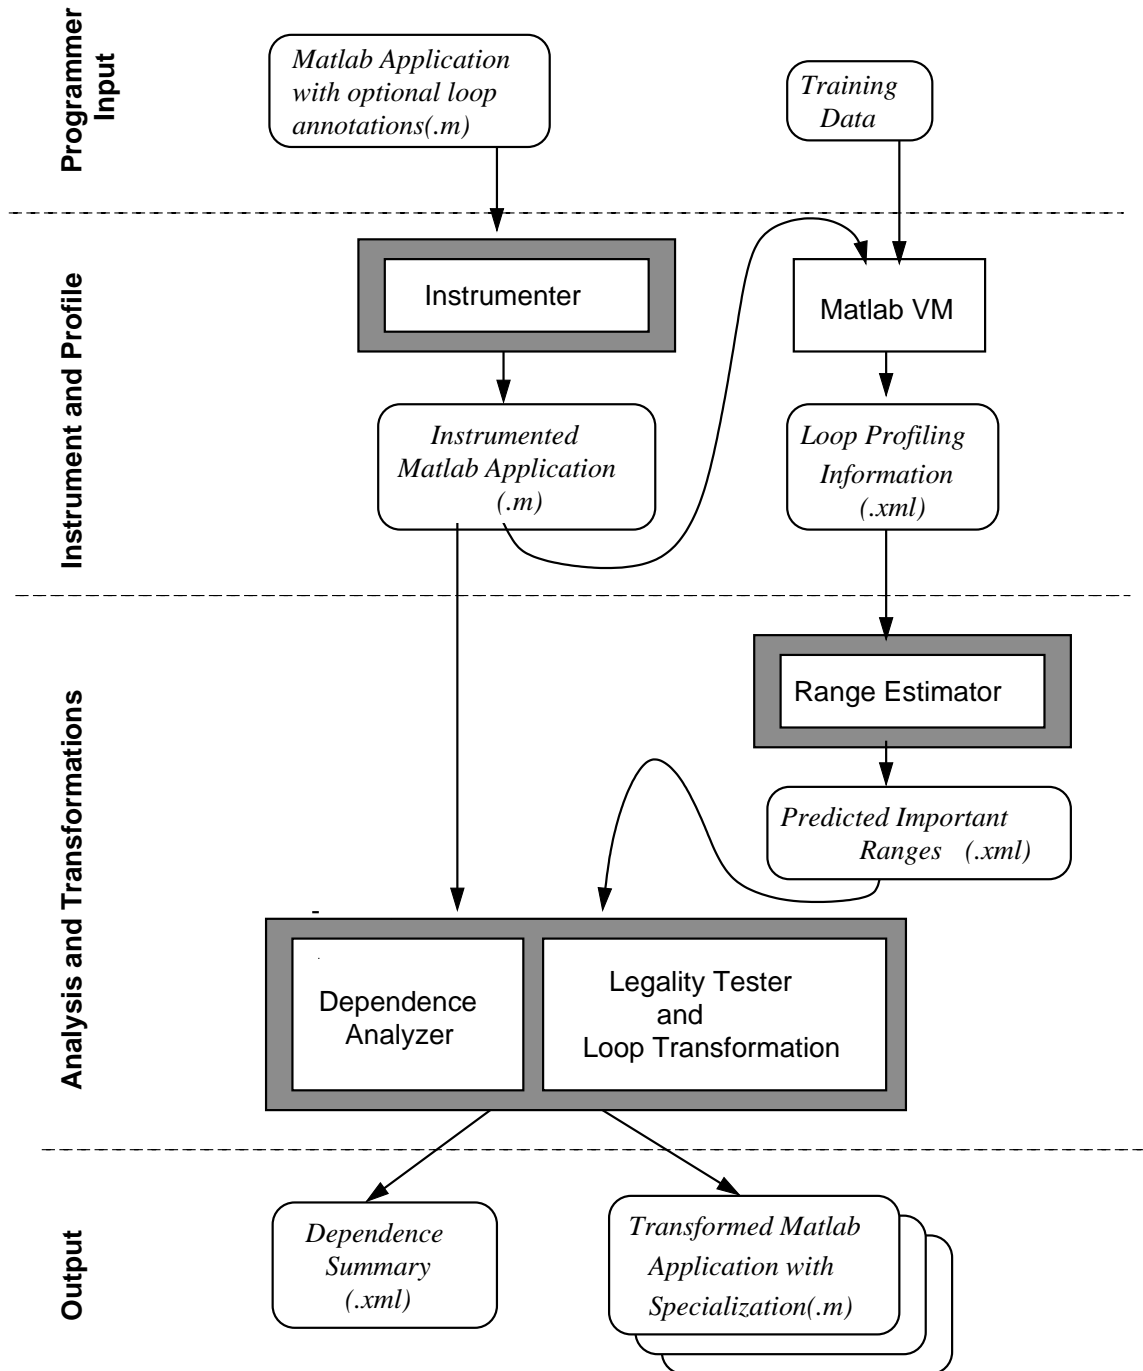 Programmer
Input
Matlab Application
with optional loop
annotations(.m)
Training
Data
Instrument and Profile
Instrumenter
Matlab VM
Instrumented
Matlab Application
(.m)
Loop Profiling
Information
(.xml)
Analysis and Transformations
Range Estimator
Predicted Important
Ranges (.xml)
Dependence
Analyzer
Legality Tester
and
Loop Transformation
Output
Dependence
Summary
(.xml)
Transformed Matlab
Application with
Specialization(.m)